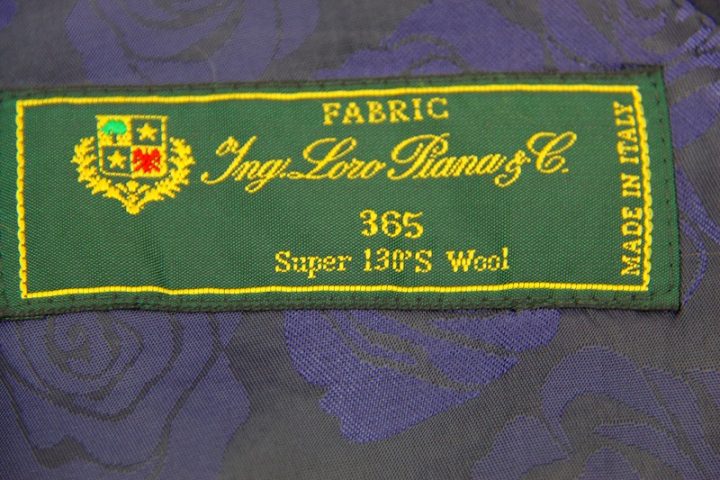 FABRIC
Ing. Loro Piana & C.
365
Super 130'S Wool
MADE IN ITALY